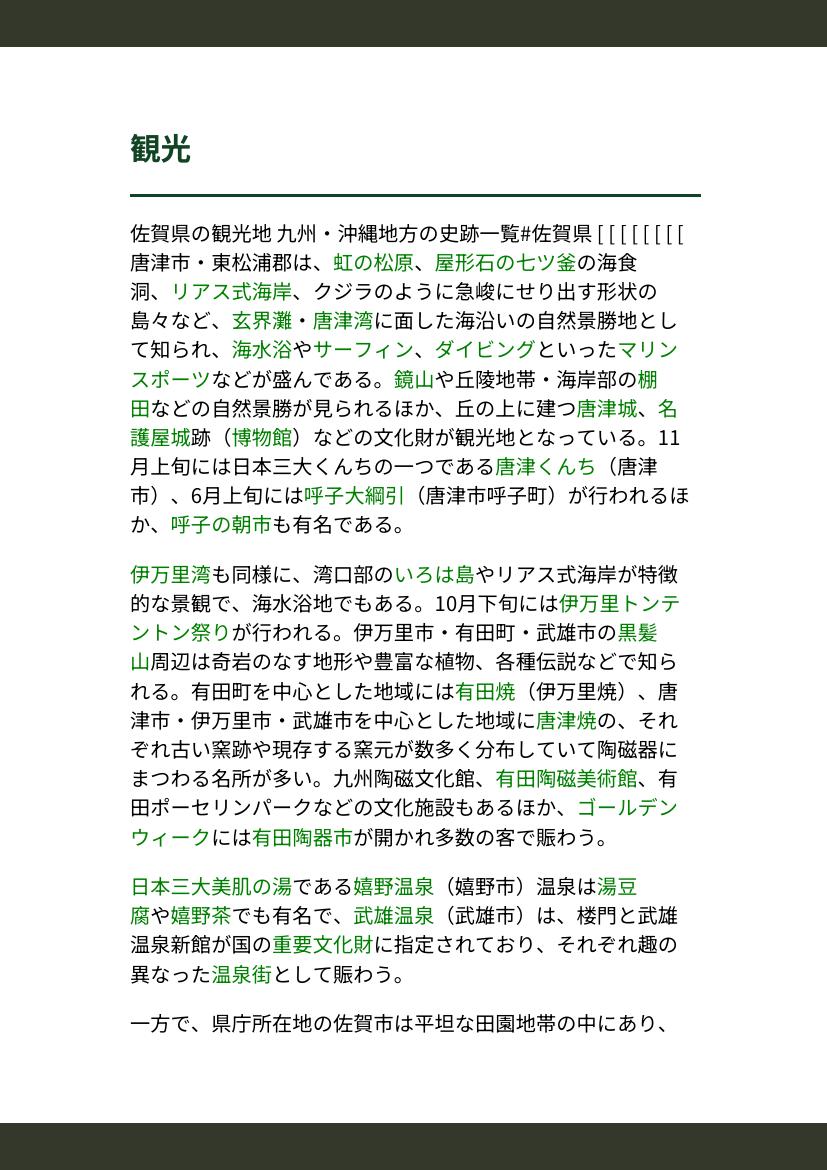 観光
佐賀県の観光地 九州・沖縄地方の史跡一覧#佐賀県 [ [ [ [ [ [ [ [
唐津市・東松浦郡は、虹の松原、屋形石の七ツ釜の海食
洞、リアス式海岸、クジラのように急峻にせり出す形状の
島々など、玄界灘・唐津湾に面した海沿いの自然景勝地とし
て知られ、海水浴やサーフィン、ダイビングといったマリン
スポーツなどが盛んである。鏡山や丘陵地帯・海岸部の棚
田などの自然景勝が見られるほか、丘の上に建つ唐津城、名
護屋城跡（博物館）などの文化財が観光地となっている。11
月上旬には日本三大くんちの一つである唐津くんち（唐津
市）、6月上旬には呼子大綱引（唐津市呼子町）が行われるほ
か、呼子の朝市も有名である。
伊万里湾も同様に、湾口部のいろは島やリアス式海岸が特徴
的な景観で、海水浴地でもある。10月下旬には伊万里トンテ
ントン祭りが行われる。伊万里市・有田町・武雄市の黒髪
山周辺は奇岩のなす地形や豊富な植物、各種伝説などで知ら
れる。有田町を中心とした地域には有田焼（伊万里焼）、唐
津市・伊万里市・武雄市を中心とした地域に唐津焼の、それ
ぞれ古い窯跡や現存する窯元が数多く分布していて陶磁器に
まつわる名所が多い。九州陶磁文化館、有田陶磁美術館、有
田ポーセリンパークなどの文化施設もあるほか、ゴールデン
ウィークには有田陶器市が開かれ多数の客で賑わう。
日本三大美肌の湯である嬉野温泉（嬉野市）温泉は湯豆
腐や嬉野茶でも有名で、武雄温泉（武雄市）は、楼門と武雄
温泉新館が国の重要文化財に指定されており、それぞれ趣の
異なった温泉街として賑わう。
一方で、県庁所在地の佐賀市は平坦な田園地帯の中にあり、